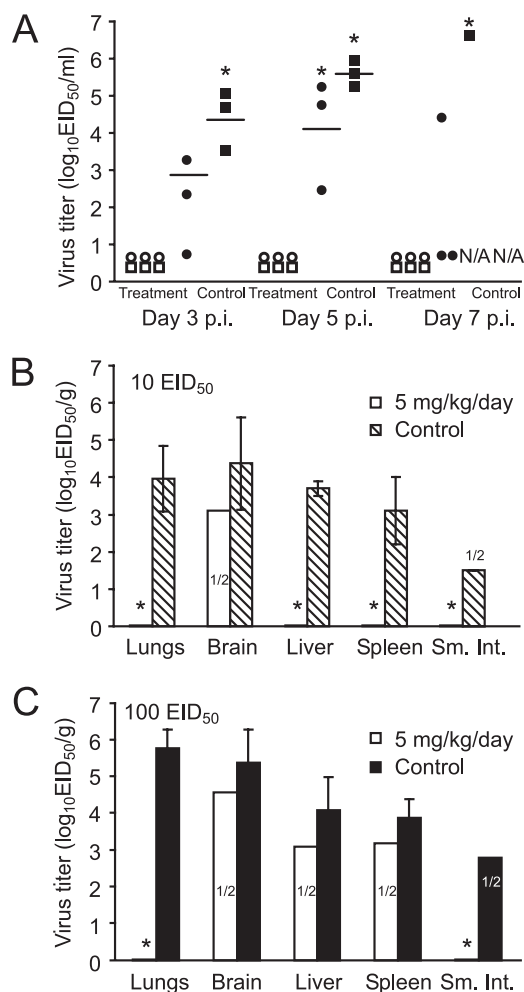 A
Virus titer (log10EID50/ml)
7
6
5
4
3
2
1
0
*
*
*
*
N/A N/A
Treatment Control Treatment Control Treatment Control
Day 3 p.i. Day 5 p.i. Day 7 p.i.
B
10 EID50
5 mg/kg/day
Control
Virus titer (log10EID50/g)
7
6
5
4
3
2
1
0
*
1/2
*
*
*
1/2
Lungs Brain Liver Spleen Sm. Int.
C
100 EID50
5 mg/kg/day
Control
Virus titer (log10EID50/g)
7
6
5
4
3
2
1
0
*
1/2
1/2
1/2
*
1/2
Lungs Brain Liver Spleen Sm. Int.